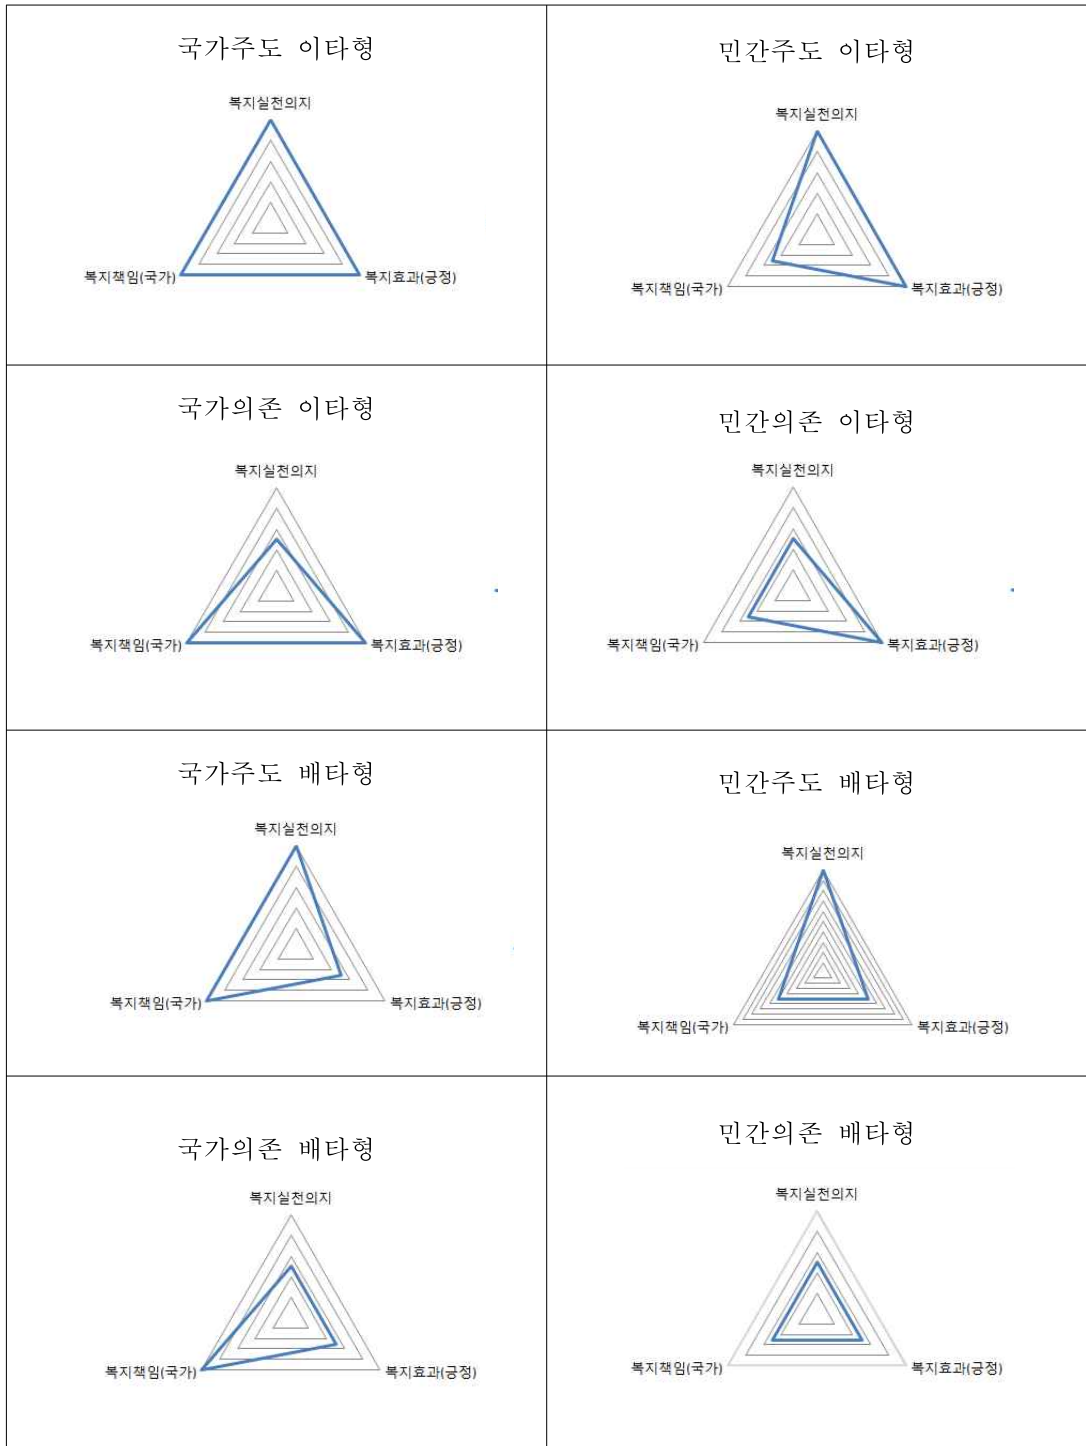 국가주도 이타형
복지실천의지
복지책임(국가)
복지효과(긍정)
민간주도 이타형
복지실천의지
복지책임(국가)
복지효과(긍정)
국가의존 이타형
복지실천의지
복지책임(국가)
복지효과(긍정)
민간의존 이타형
복지실천의지
복지책임(국가)
복지효과(긍정)
국가주도 배타형
복지실천의지
복지책임(국가)
복지효과(긍정)
민간주도 배타형
복지실천의지
복지책임(국가)
복지효과(긍정)
국가의존 배타형
복지실천의지
복지책임(국가)
복지효과(긍정)
민간의존 배타형
복지실천의지
복지책임(국가)
복지효과(긍정)